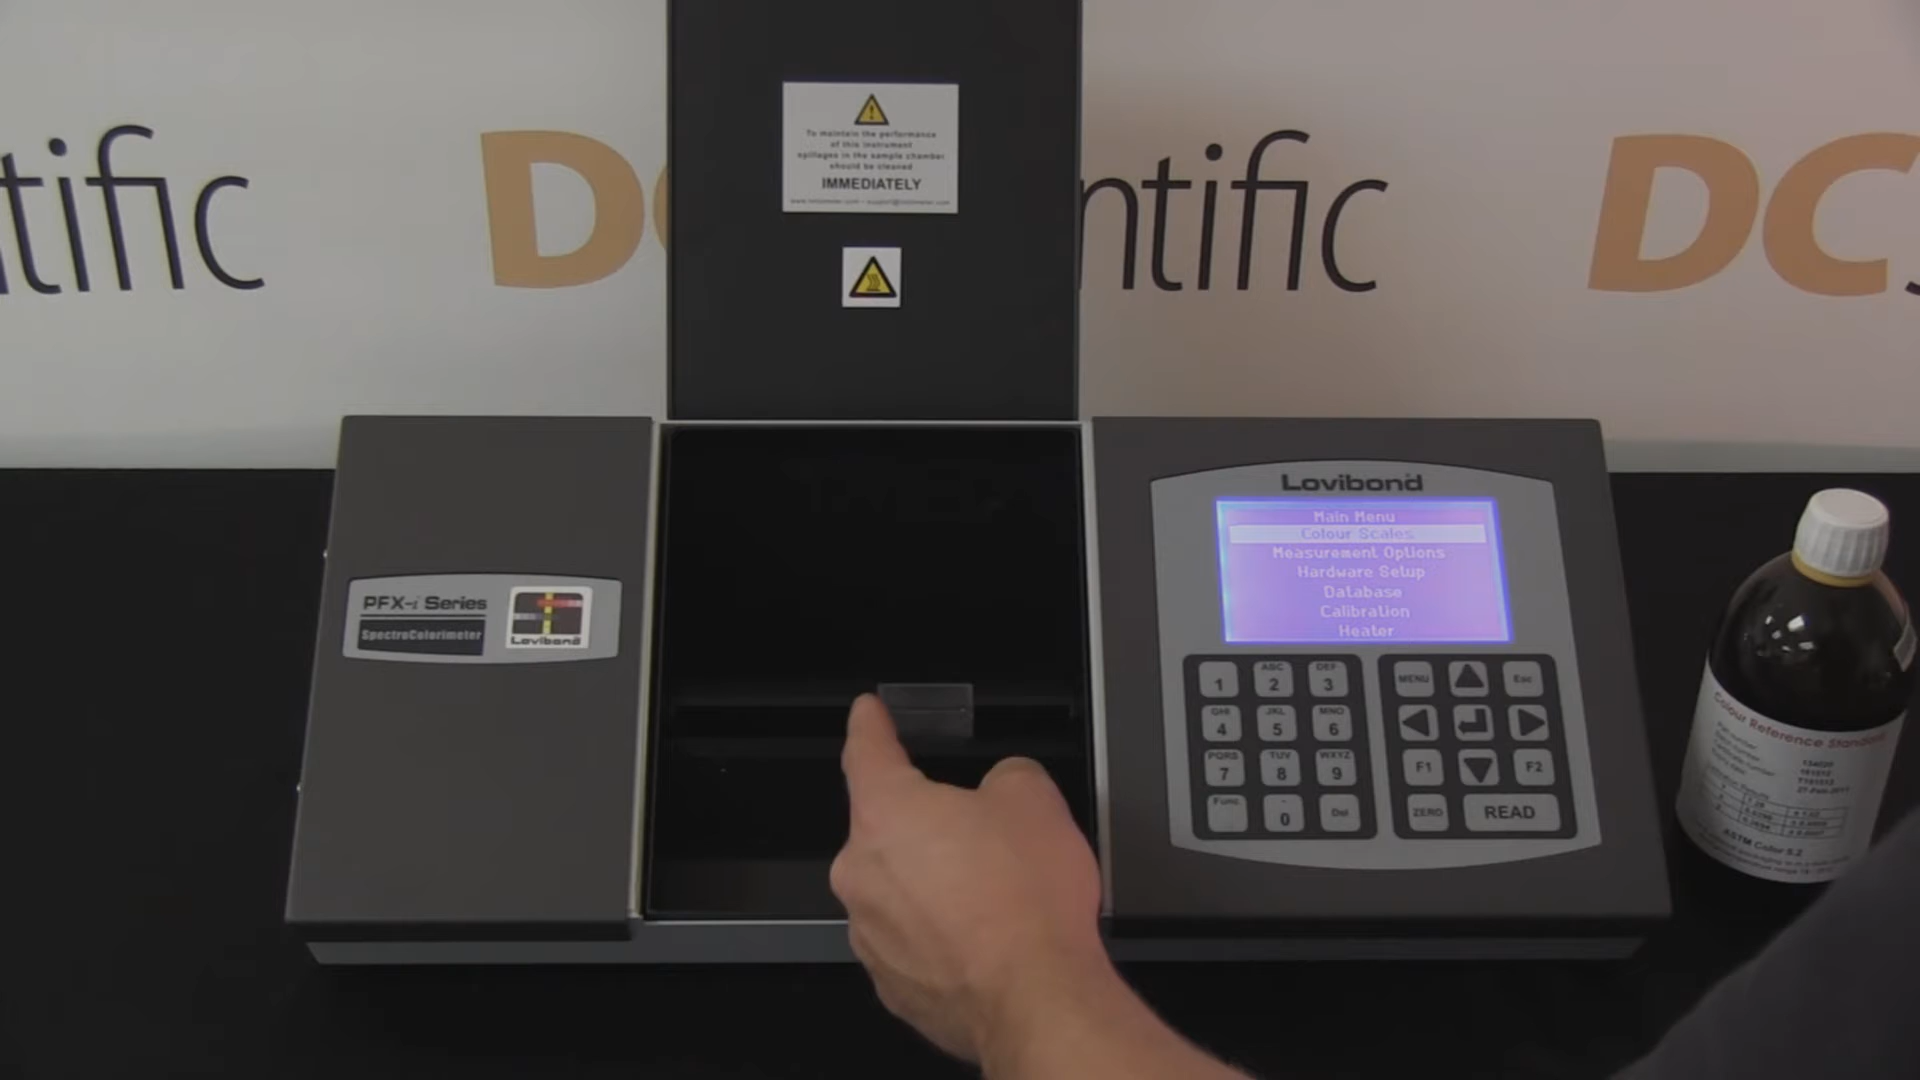 ntific
DC
ntific
DC
To maintain the performance
of this instrument
spillages in the sample chamber
should be cleaned
IMMEDIATELY
Lovibond
Main Menu
Colour Scales
Measurement Options
Hardware Setup
Database
Calibration
Heater
PFX-i Series
SpectroColorimeter
Lovibond
1
ABC 2
DEF 3
GHI 4
JKL 5
MNO 6
PQRS 7
TUV 8
WXYZ 9
Func
0
Del
MENU
Esc
F1
F2
ZERO
READ
Colour Reference Standard
ASTM Color 5.2